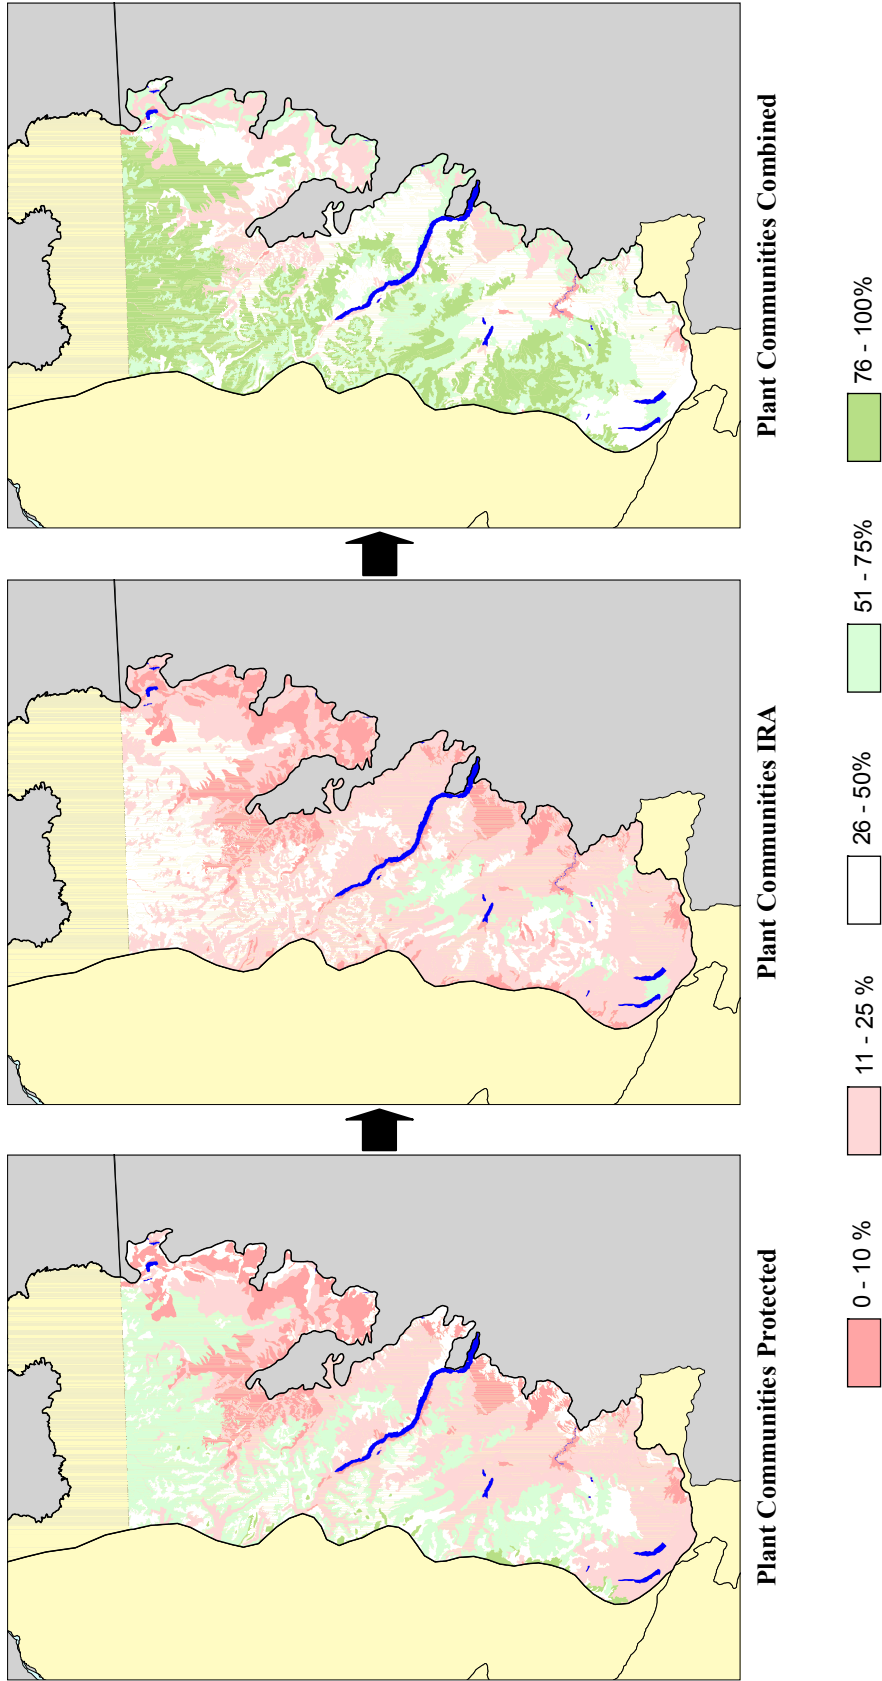 Plant Communities Protected
Plant Communities IRA
Plant Communities Combined
0 - 10 %
11 - 25 %
26 - 50%
51 - 75%
76 - 100%